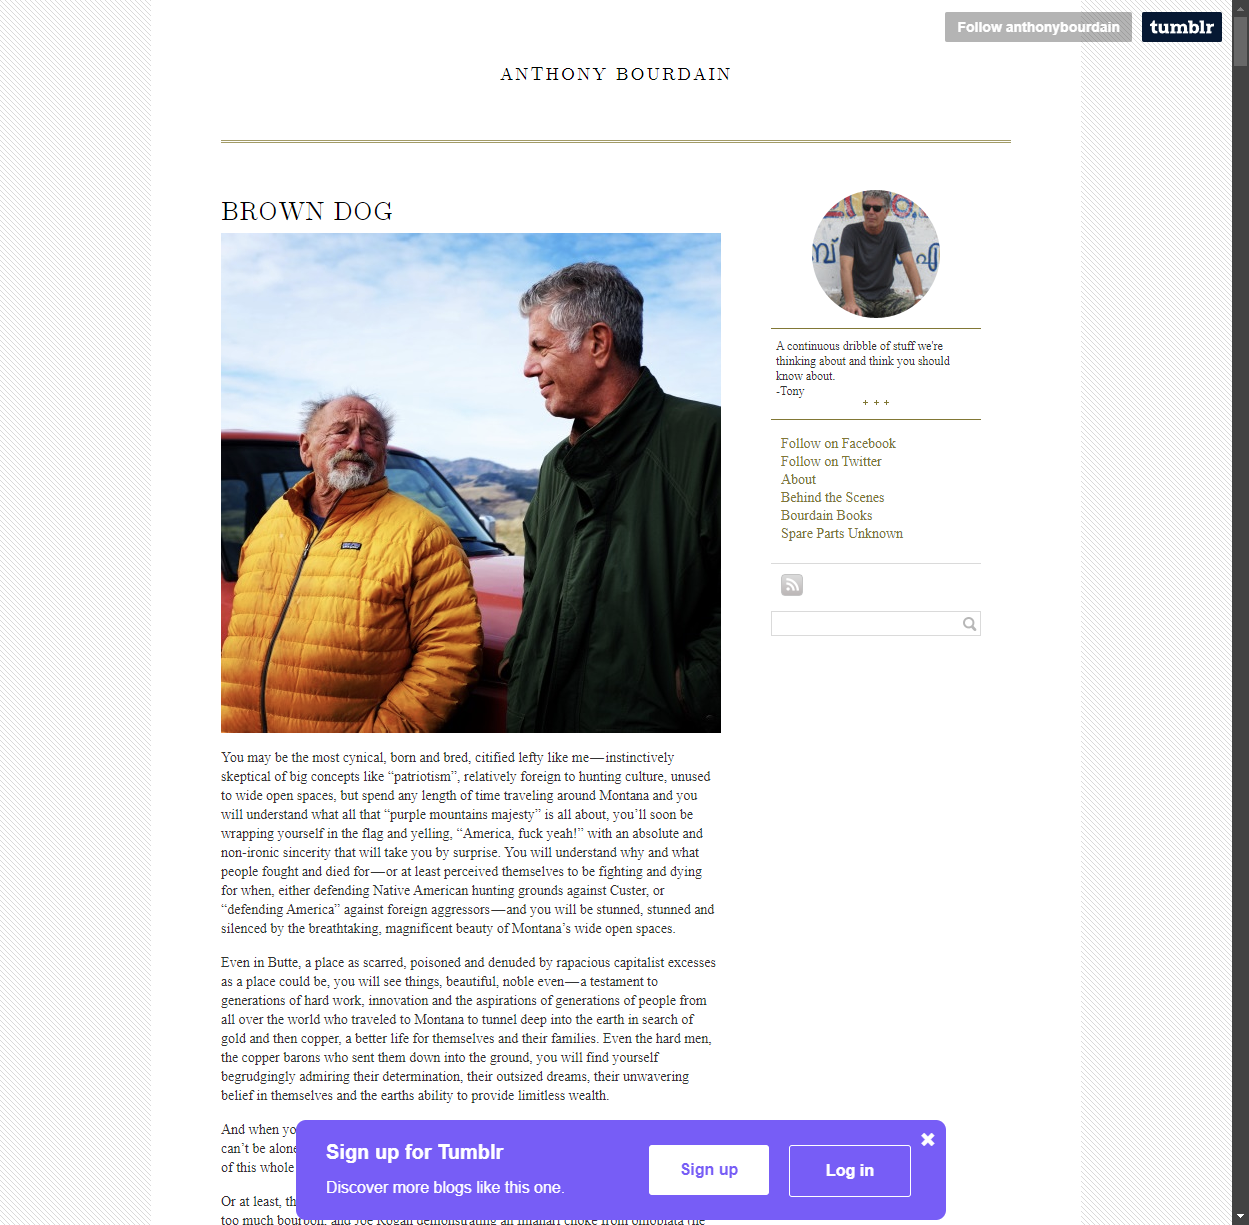 Follow anthonybourdain
tumblr
ANTHONY BOURDAIN
BROWN DOG
You may be the most cynical, born and bred, citified lefty like me — instinctively
skeptical of big concepts like “patriotism”, relatively foreign to hunting culture, unused
to wide open spaces, but spend any length of time traveling around Montana and you
will understand what all that “purple mountains majesty” is all about, you’ll soon be
wrapping yourself in the flag and yelling, “America, fuck yeah!” with an absolute and
non-ironic sincerity that will take you by surprise. You will understand why and what
people fought and died for — or at least perceived themselves to be fighting and dying
for when, either defending Native American hunting grounds against Custer, or
“defending America” against foreign aggressors — and you will be stunned, stunned and
silenced by the breathtaking, magnificent beauty of Montana’s wide open spaces.
Even in Butte, a place as scarred, poisoned and denuded by rapacious capitalist excesses
as a place could be, you will see things, beautiful, noble even — a testament to
generations of hard work, innovation and the aspirations of generations of people from
all over the world who traveled to Montana to tunnel deep into the earth in search of
gold and then copper, a better life for themselves and their families. Even the hard men,
the copper barons who sent them down into the ground, you will find yourself
begrudgingly admiring their determination, their outsized dreams, their unwavering
belief in themselves and the earths ability to provide limitless wealth.
And when yo
can’t be alone
of this whole
Or at least, th
too much bourbon, and Joe Rogan demonstrating an
choke from omoplata (he
A continuous dribble of stuff we're
thinking about and think you should
know about.
-Tony
+ + +
Follow on Facebook
Follow on Twitter
About
Behind the Scenes
Bourdain Books
Spare Parts Unknown
Sign up for Tumblr
Discover more blogs like this one.
Sign up
Log in